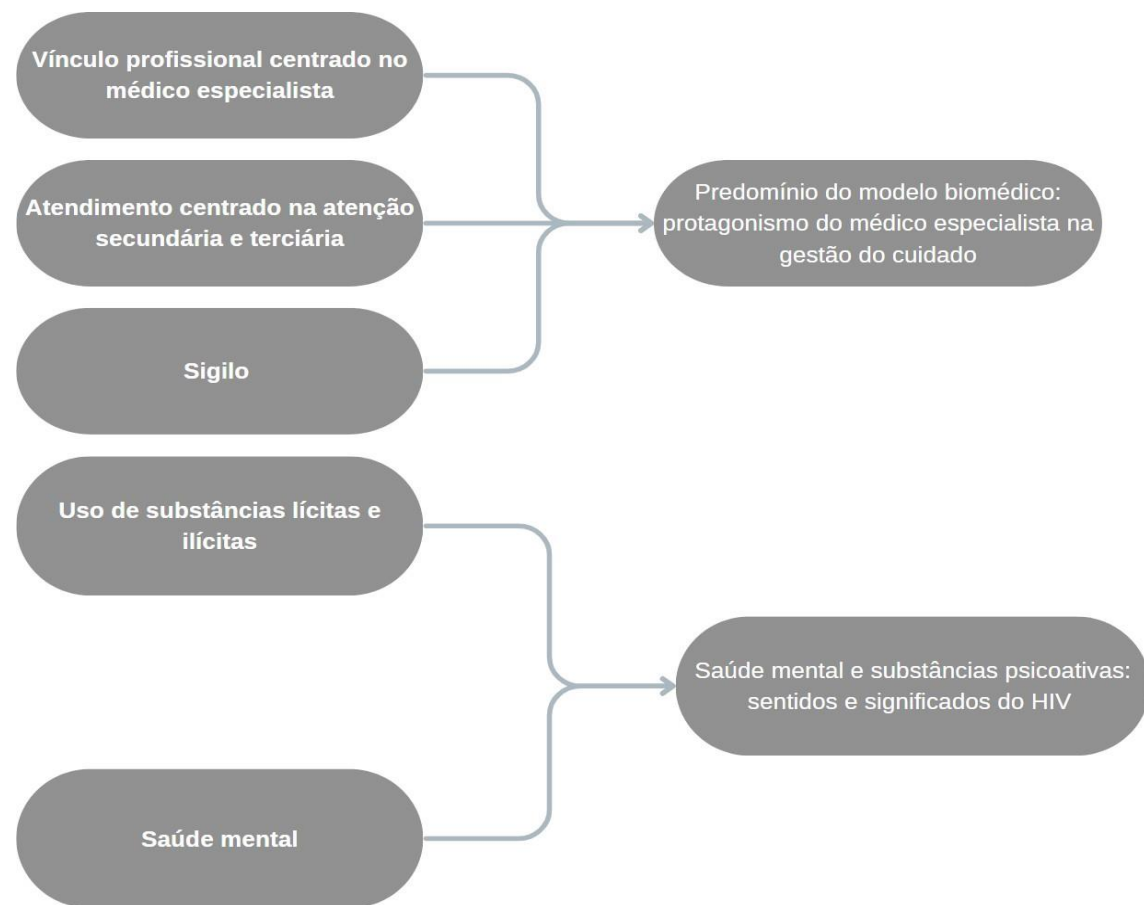 Vínculo profissional centrado no
médico especialista
Atendimento centrado na atenção
secundária e terciária
Sigilo
Predomínio do modelo biomédico:
protagonismo do médico especialista na
gestão do cuidado
Uso de substâncias lícitas e
ilícitas
Saúde mental
Saúde mental e substâncias psicoativas:
sentidos e significados do HIV